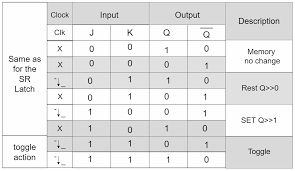 Clock Input Output Description
Clk J K Q Q̅
Same as for the SR Latch
X 0 0 1 0
X 0 0 0 1
Memory
no change
¯↓_ 0 1 1 0
X 0 1 0 1
Rest Q>>0
¯↓_ 1 0 0 1
X 1 0 1 0
SET Q>>1
toggle
action
¯↓_ 1 1 0 1
¯↓_ 1 1 1 0
Toggle